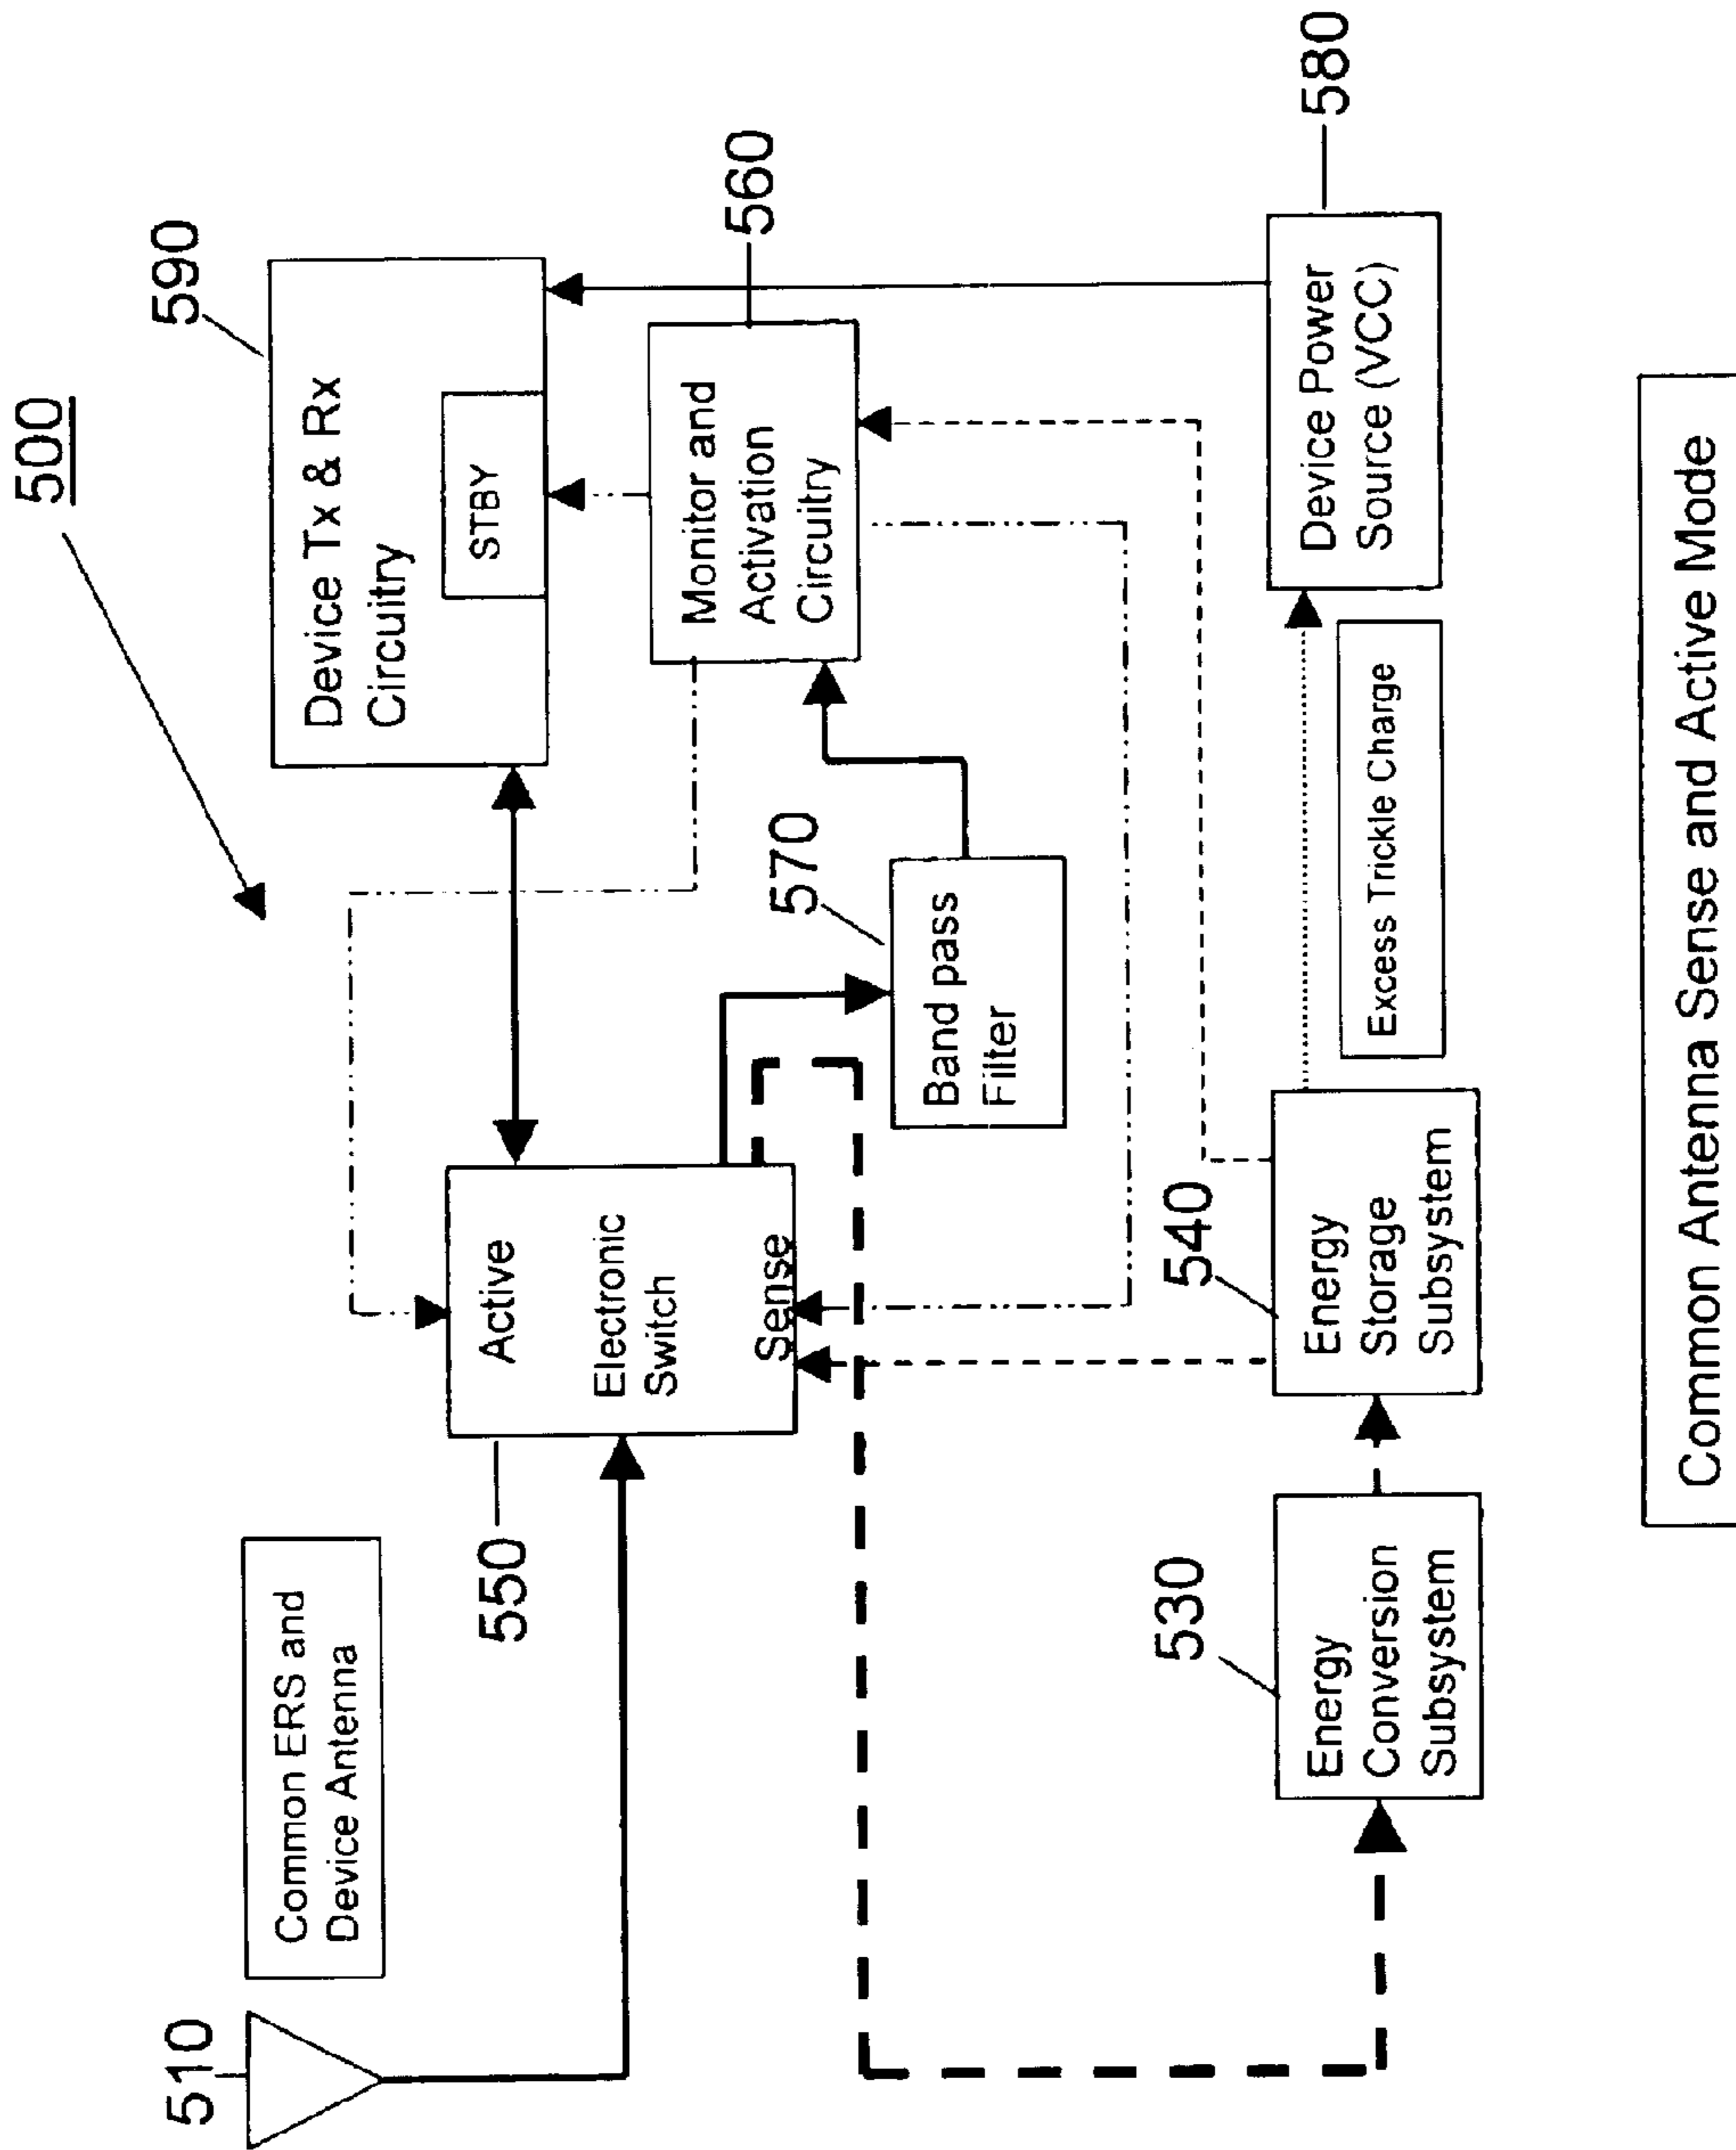 500
510
Common ERS and
Device Antenna
590
Device Tx & Rx
Circuitry
STBY
550
Active
Electronic
Switch
Sense
Monitor and
Activation
Circuitry
560
570
Band pass
Filter
530
Energy
Conversion
Subsystem
540
Energy
Storage
Subsystem
Excess Trickle Charge
Device Power
Source (VCC)
580
Common Antenna Sense and Active Mode